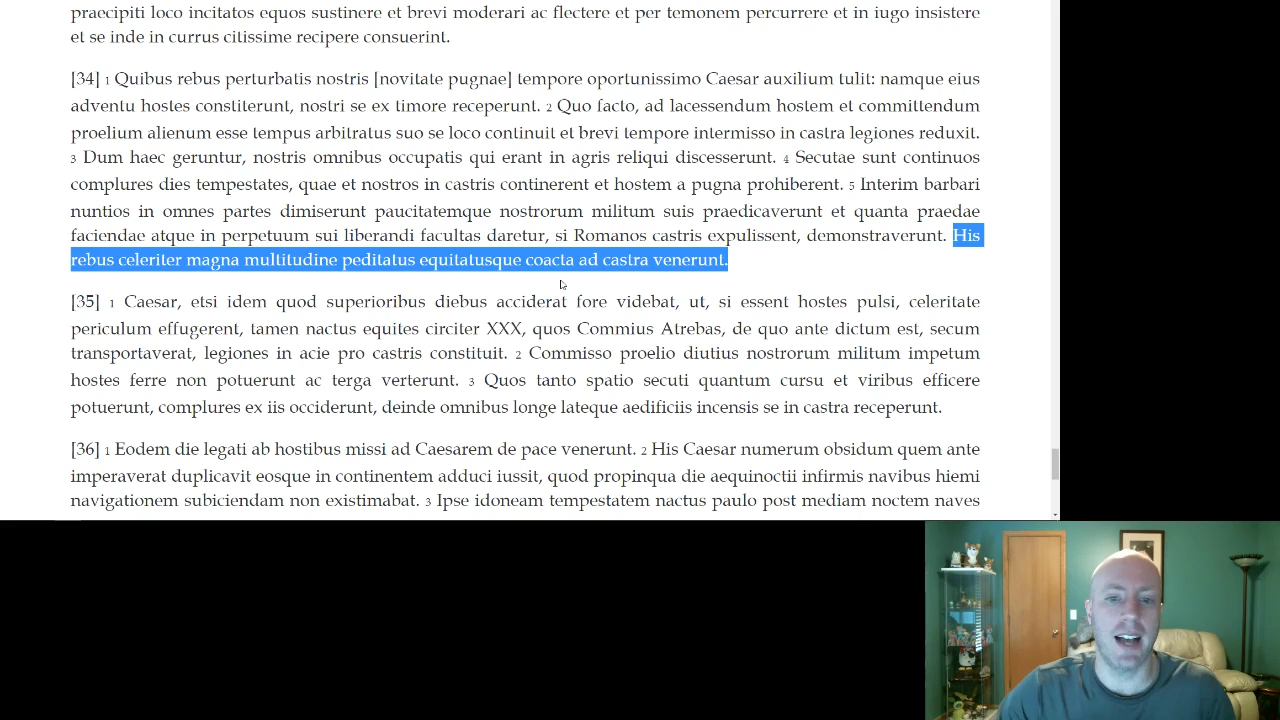 praecipiti loco incitatos equos sustinere et brevi moderari ac flectere et per temonem percurrere et in iugo insistere
et se inde in currus citissime recipere consuerint.
[34] 1 Quibus rebus perturbatis nostris [novitate pugnae] tempore oportunissimo Caesar auxilium tulit: namque eius
adventu hostes constiterunt, nostri se ex timore receperunt. 2 Quo facto, ad lacessendum hostem et committendum
proelium alienum esse tempus arbitratus suo se loco continuit et brevi tempore intermisso in castra legiones reduxit.
3 Dum haec geruntur, nostris omnibus occupatis qui erant in agris reliqui discesserunt. 4 Secutae sunt continuos
complures dies tempestates, quae et nostros in castris continerent et hostem a pugna prohiberent. 5 Interim barbari
nuntios in omnes partes dimiserunt paucitatemque nostrorum militum suis praedicaverunt et quanta praedae
faciendae atque in perpetuum sui liberandi facultas daretur, si Romanos castris expulissent, demonstraverunt. His
rebus celeriter magna multitudine peditatus equitatusque coacta ad castra venerunt.
[35] 1 Caesar, etsi idem quod superioribus diebus acciderat fore videbat, ut, si essent hostes pulsi, celeritate
periculum effugerent, tamen nactus equites circiter XXX, quos Commius Atrebas, de quo ante dictum est, secum
transportaverat, legiones in acie pro castris constituit. 2 Commisso proelio diutius nostrorum militum impetum
hostes ferre non potuerunt ac terga verterunt. 3 Quos tanto spatio secuti quantum cursu et viribus efficere
potuerunt, complures ex iis occiderunt, deinde omnibus longe lateque aedificiis incensis se in castra receperunt.
[36] 1 Eodem die legati ab hostibus missi ad Caesarem de pace venerunt. 2 His Caesar numerum obsidum quem ante
imperaverat duplicavit eosque in continentem adduci iussit, quod propinqua die aequinoctii infirmis navibus hiemi
navigationem subiciendam non existimabat. 3 Ipse idoneam tempestatem nactus paulo post mediam noctem naves